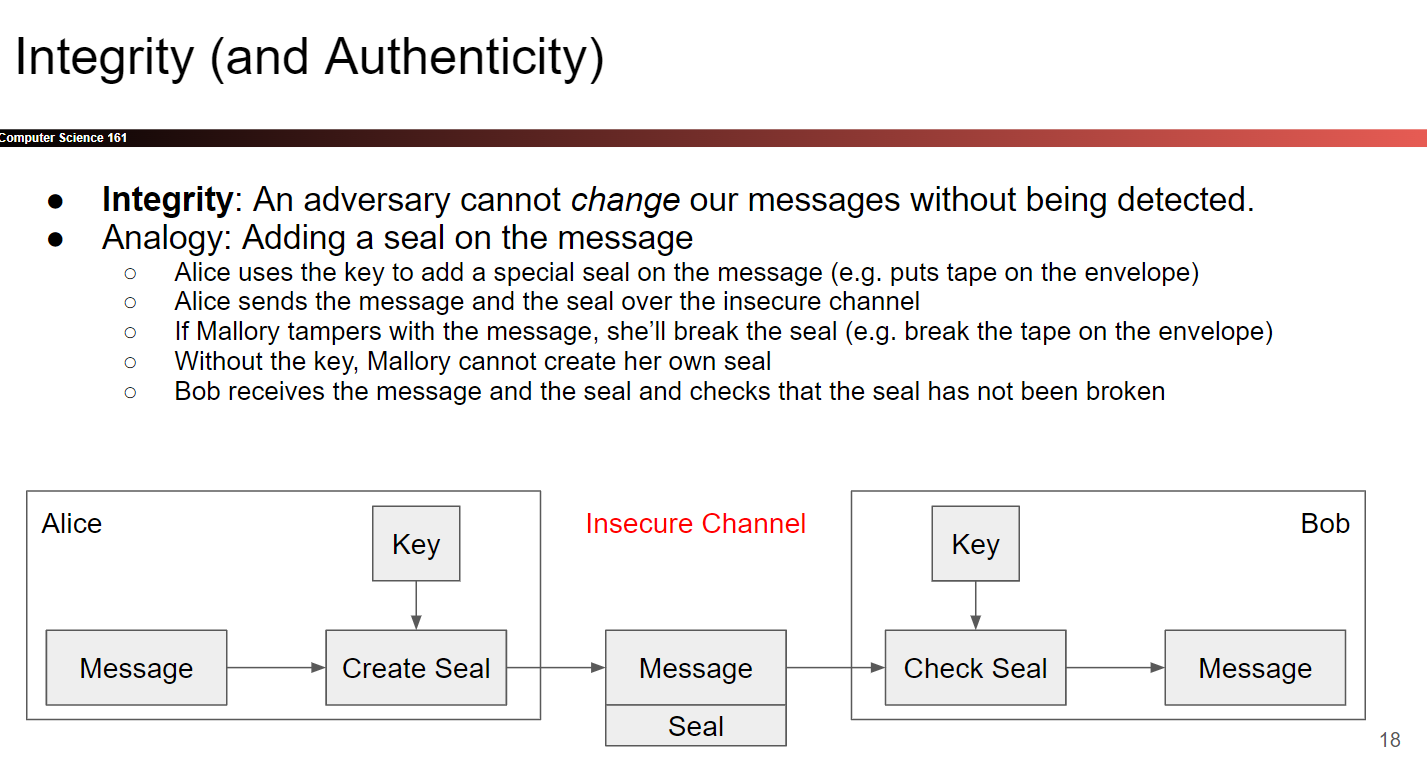 Integrity (and Authenticity)
Computer Science 161
● Integrity: An adversary cannot change our messages without being detected.
● Analogy: Adding a seal on the message
○ Alice uses the key to add a special seal on the message (e.g. puts tape on the envelope)
○ Alice sends the message and the seal over the insecure channel
○ If Mallory tampers with the message, she’ll break the seal (e.g. break the tape on the envelope)
○ Without the key, Mallory cannot create her own seal
○ Bob receives the message and the seal and checks that the seal has not been broken
Alice
Key
Message
Create Seal
Insecure Channel
Message
Seal
Bob
Key
Check Seal
Message
18